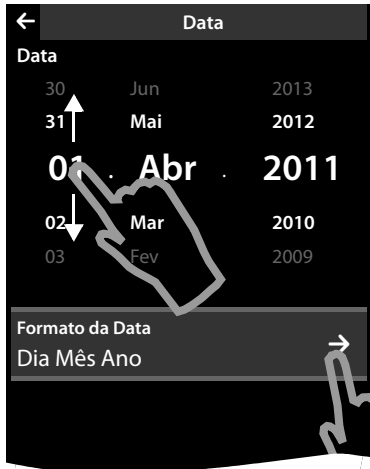 Data
Data
30 Jun 2013
31 Mai 2012
01 . Abr . 2011
02 Mar 2010
03 Fev 2009
Formato da Data
Dia Mês Ano